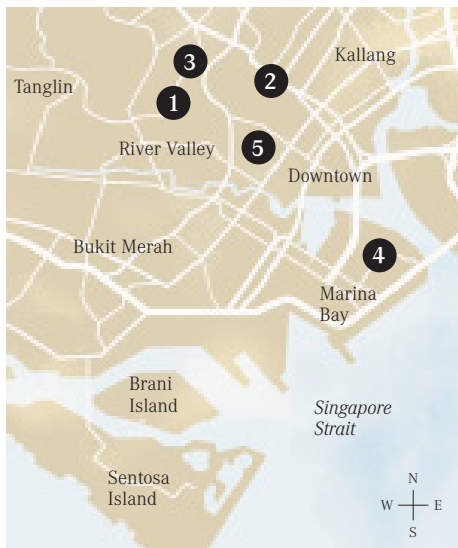 Kallang
3
2
Tanglin
1
River Valley
5
Downtown
Bukit Merah
4
Marina
Bay
Brani
Island
Singapore
Strait
Sentosa
Island
N
W E
S